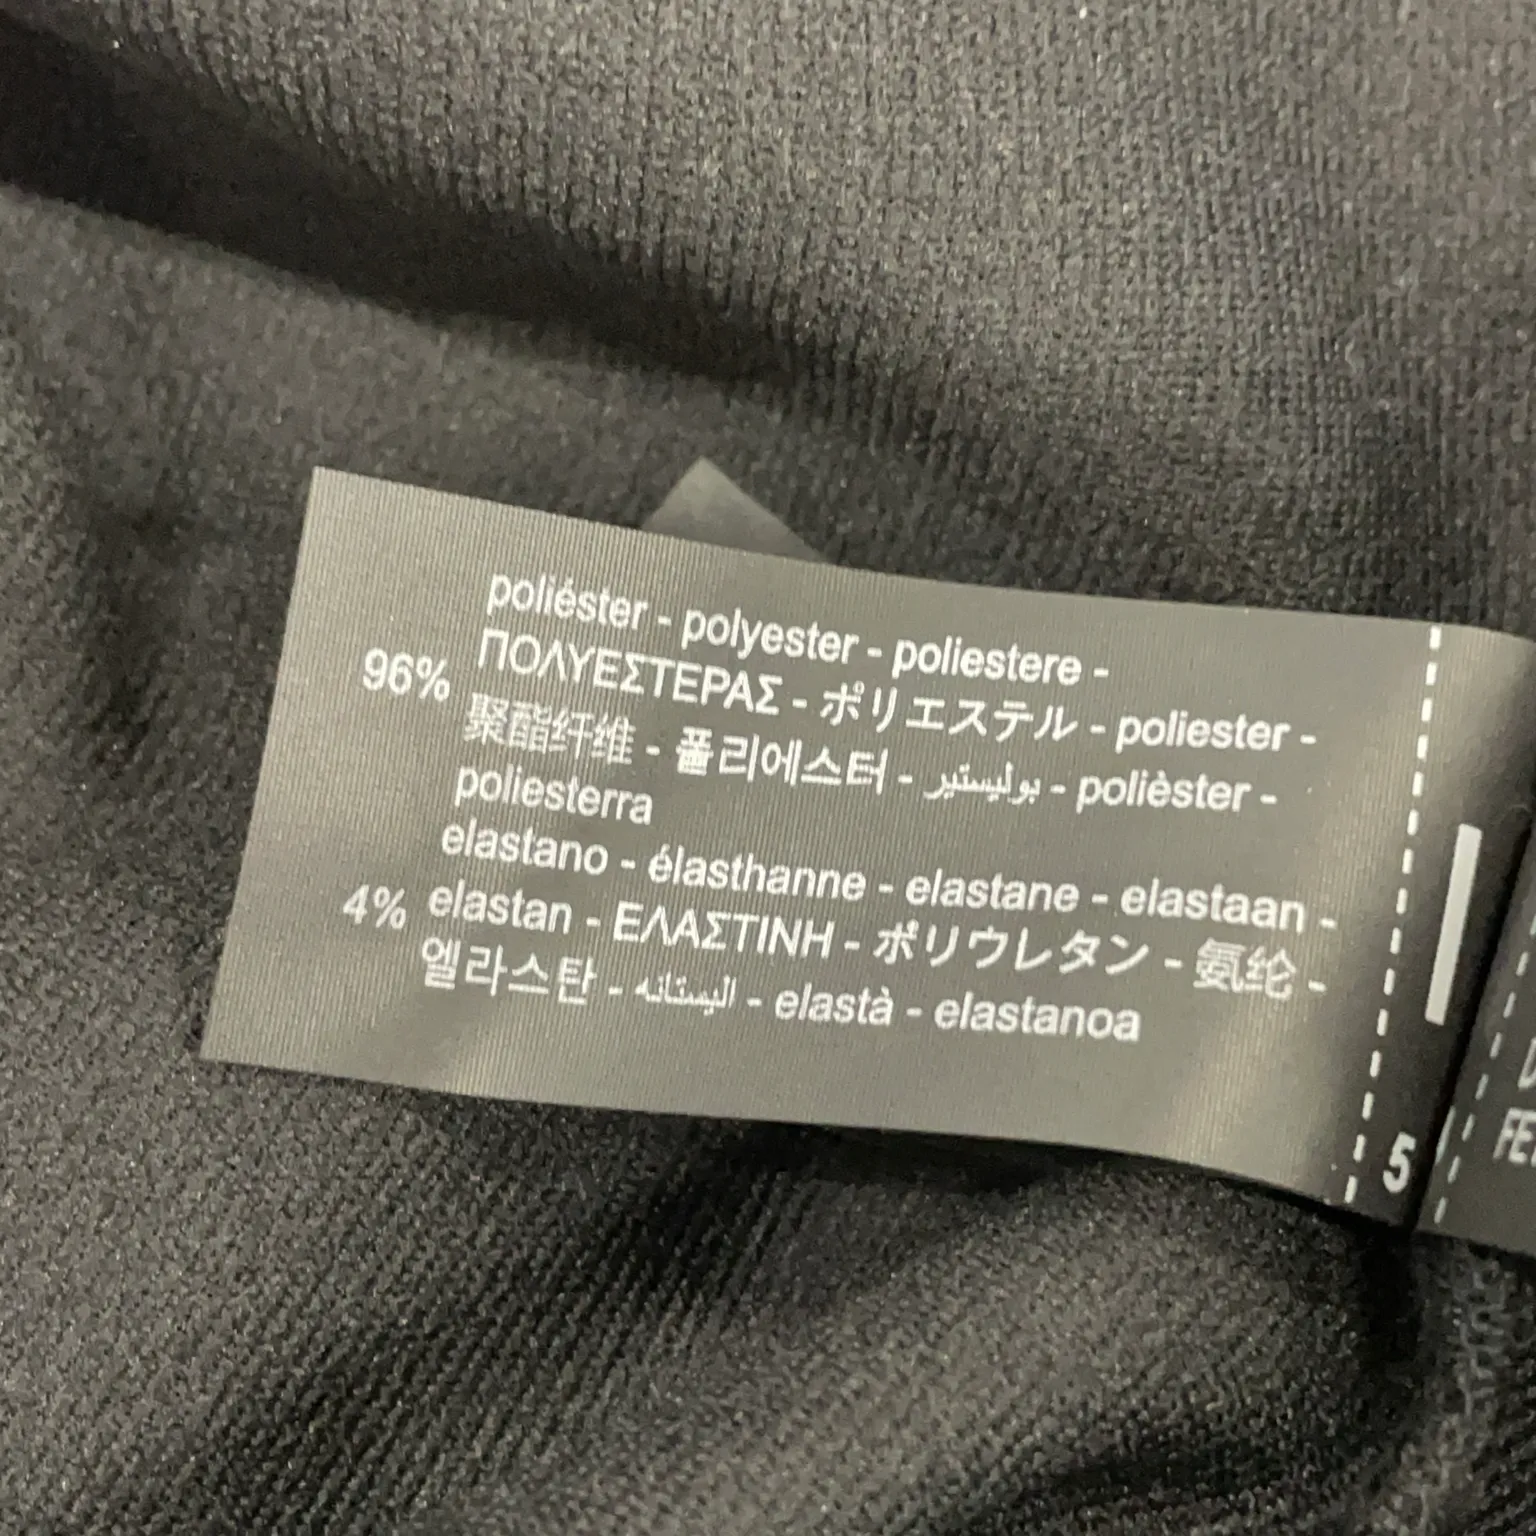 poliéster - polyester - poliestere -
96% ΠΟΛΥΕΣΤΕΡΑΣ - ポリエステル - poliester -
聚酯纤维 - 폴리에스터 - بوليستير - polièster -
poliesterra
elastano - élasthanne - elastane - elastaan -
4% elastan - ΕΛΑΣΤΙΝΗ - ポリウレタン - 氨纶 -
엘라스탄 - اليستانه - elastà - elastanoa
5